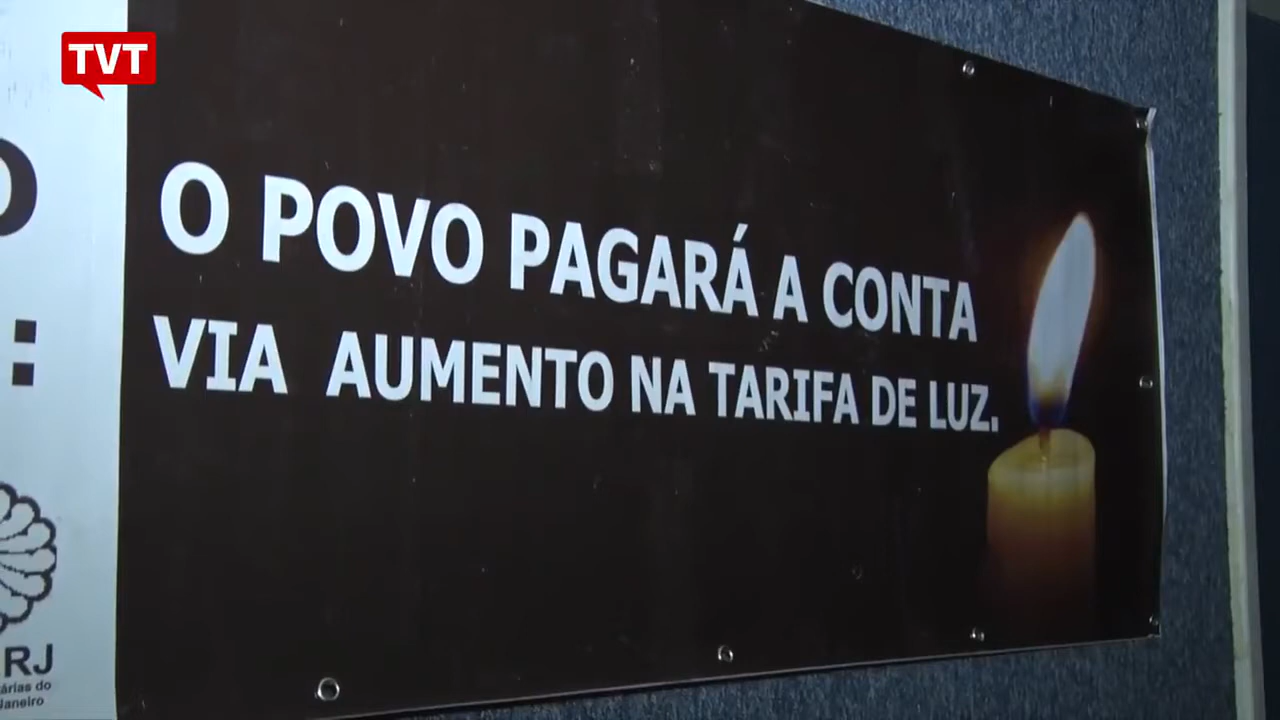 TVT
O POVO PAGARÁ A CONTA
VIA AUMENTO NA TARIFA DE LUZ.
O
:
RJ